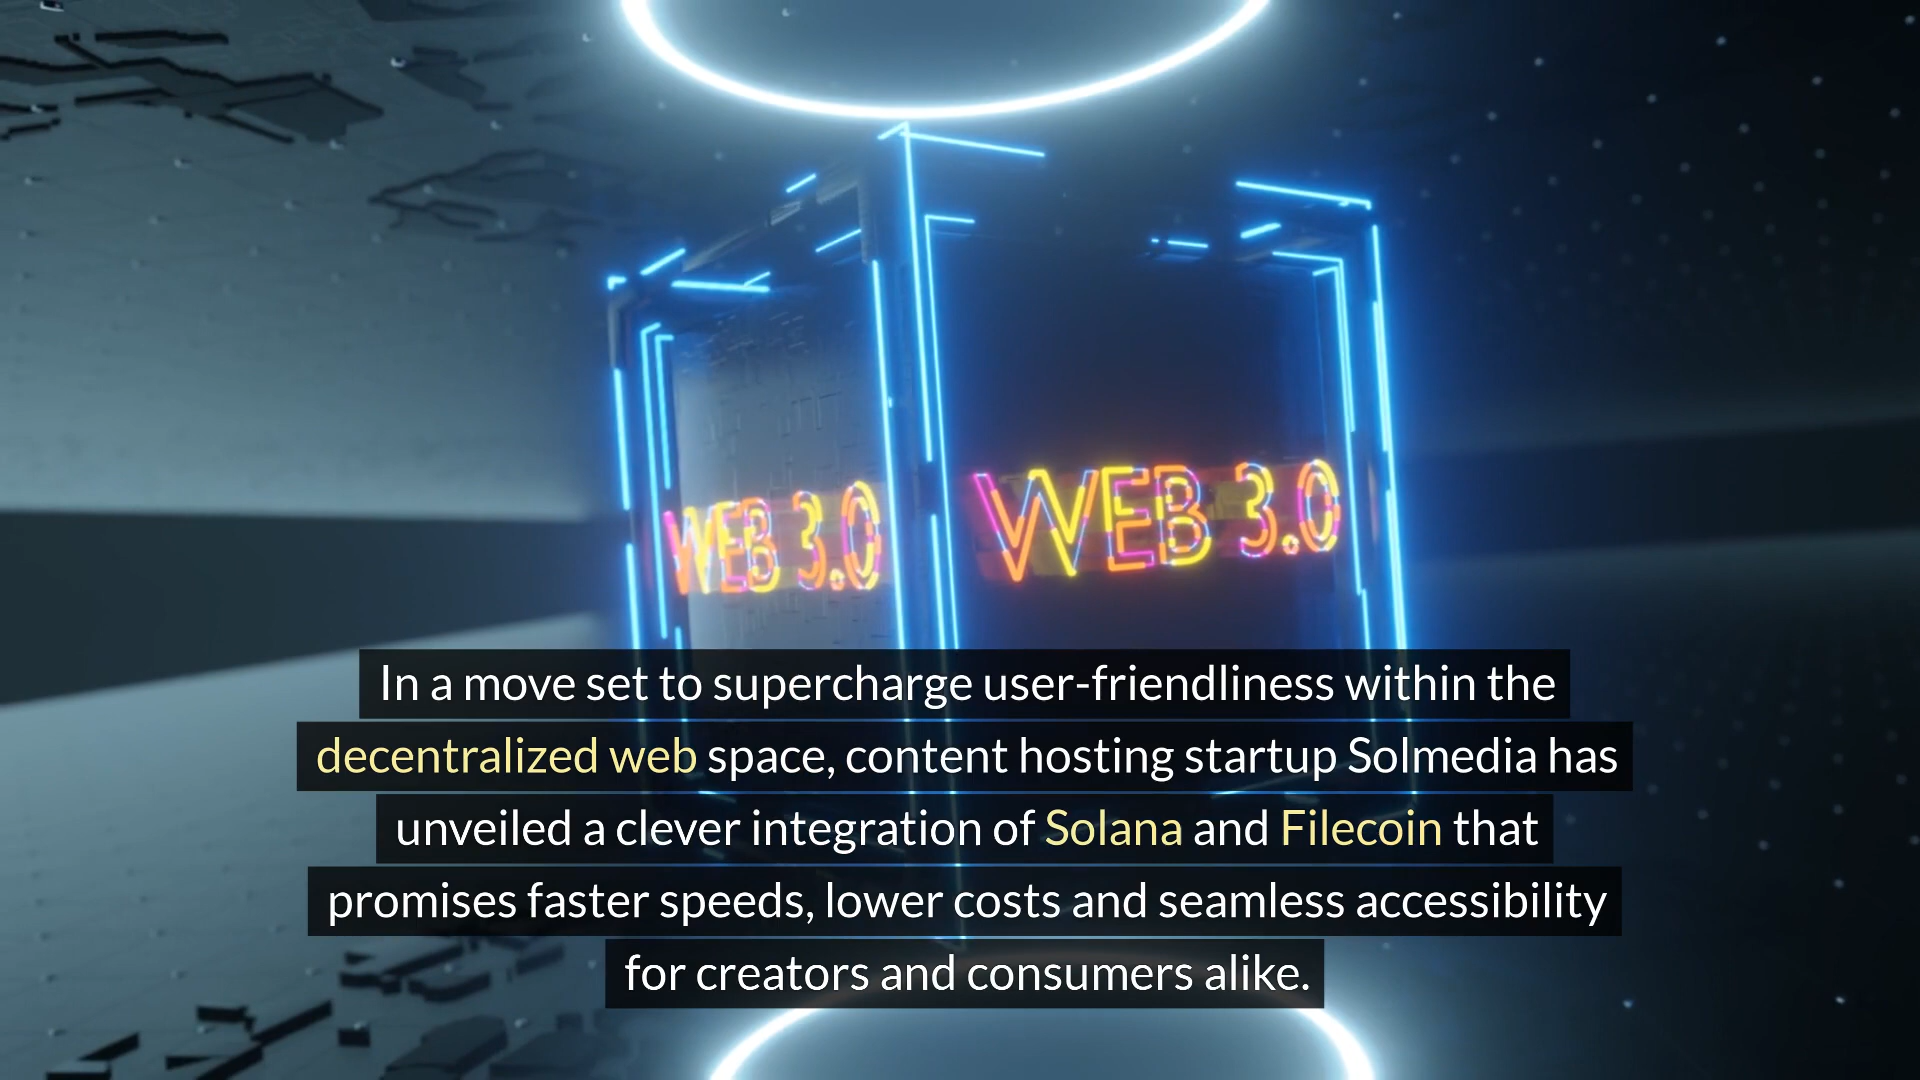 WEB 3.0
WEB 3.0
In a move set to supercharge user-friendliness within the
decentralized web space, content hosting startup Solmedia has
unveiled a clever integration of Solana and Filecoin that
promises faster speeds, lower costs and seamless accessibility
for creators and consumers alike.